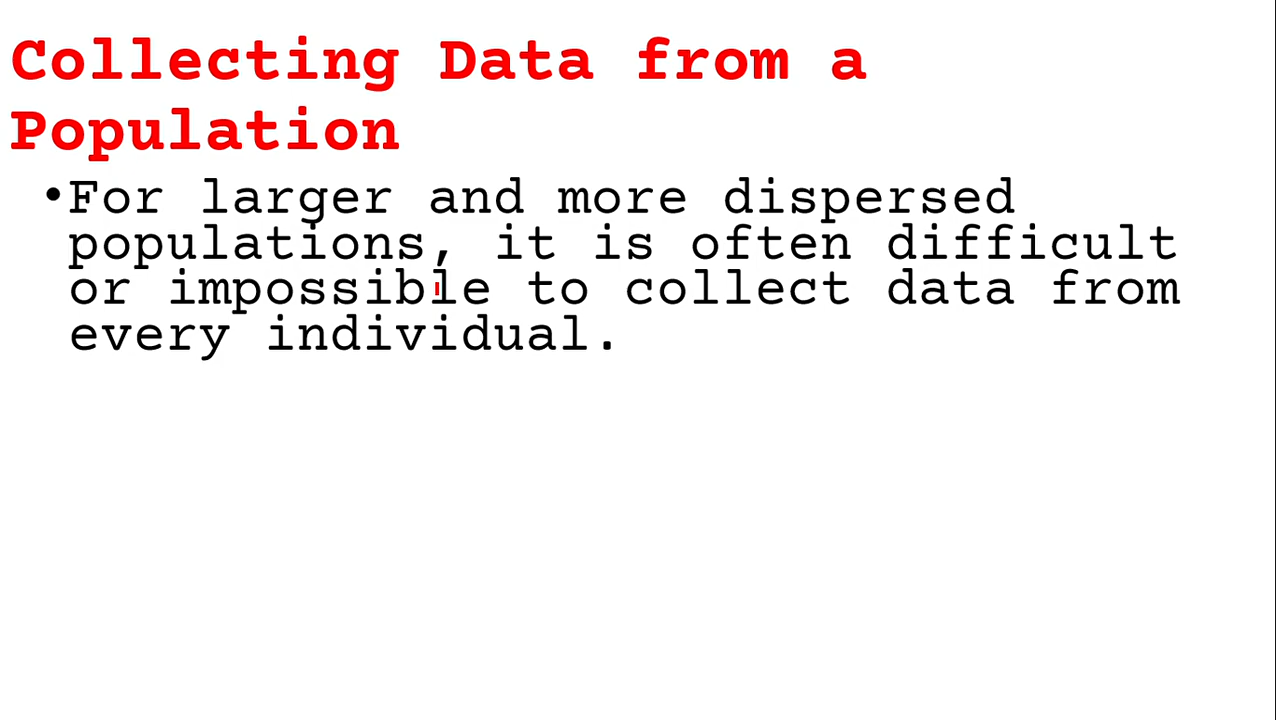 Collecting Data from a
Population
•For larger and more dispersed
populations, it is often difficult
or impossible to collect data from
every individual.